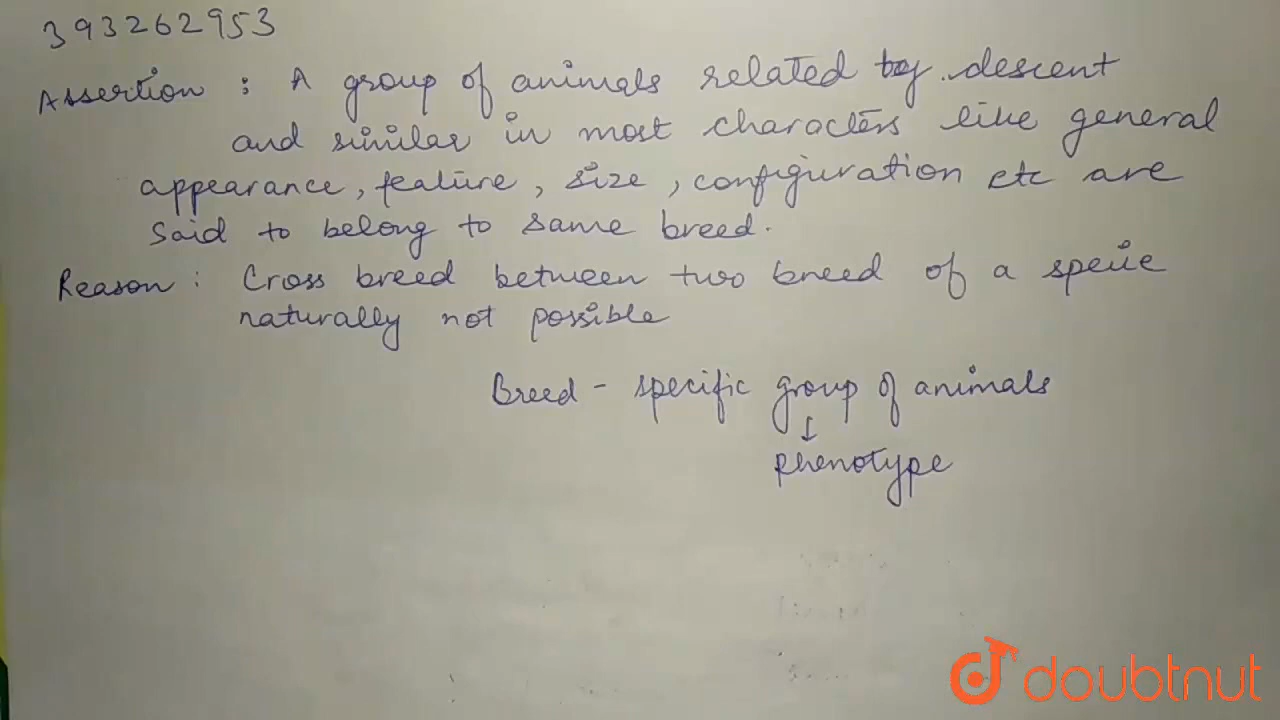 393262953
Assertion : A group of animals related by descent
and similar in most characters like general
appearance, feature, size, configuration etc are
said to belong to same breed.
Reason : Cross breed between two breed of a specie
naturally not possible
Breed - specific group of animals
↓
phenotype
doubtnut